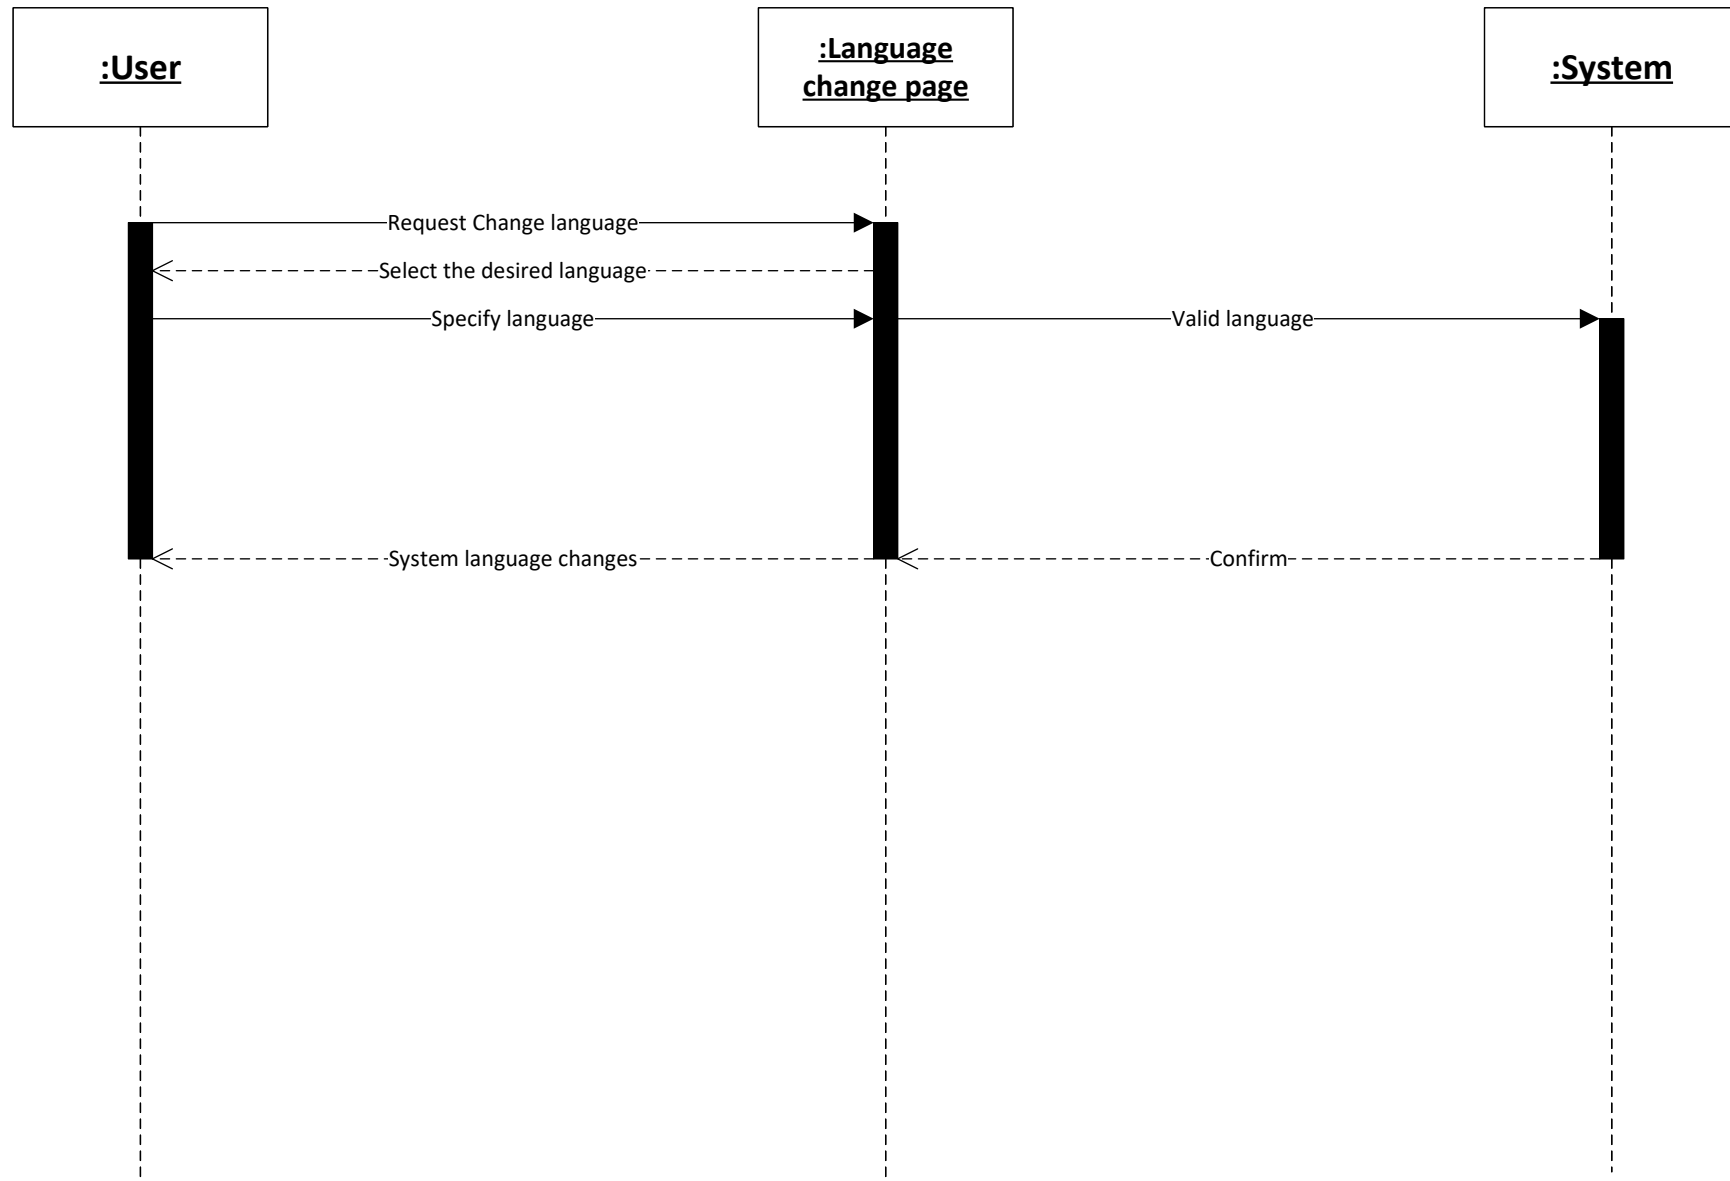 :User
:Language
change page
:System
Request Change language
Select the desired language
Specify language
Valid language
System language changes
Confirm